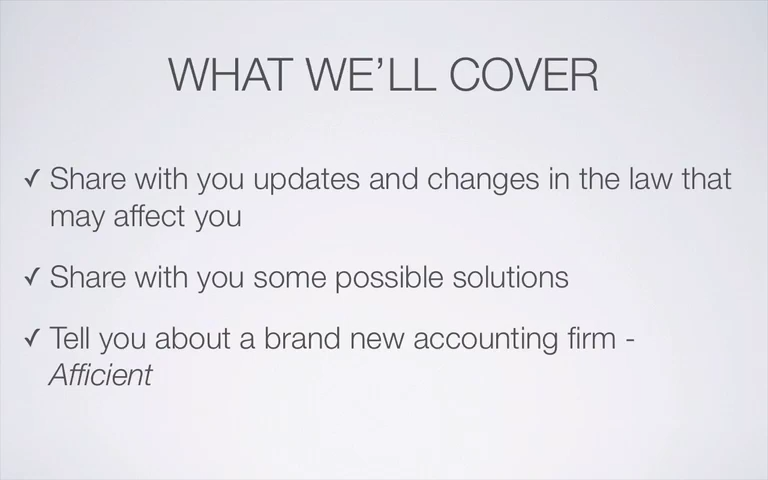 WHAT WE’LL COVER
✓ Share with you updates and changes in the law that
may affect you
✓ Share with you some possible solutions
✓ Tell you about a brand new accounting firm -
Afficient